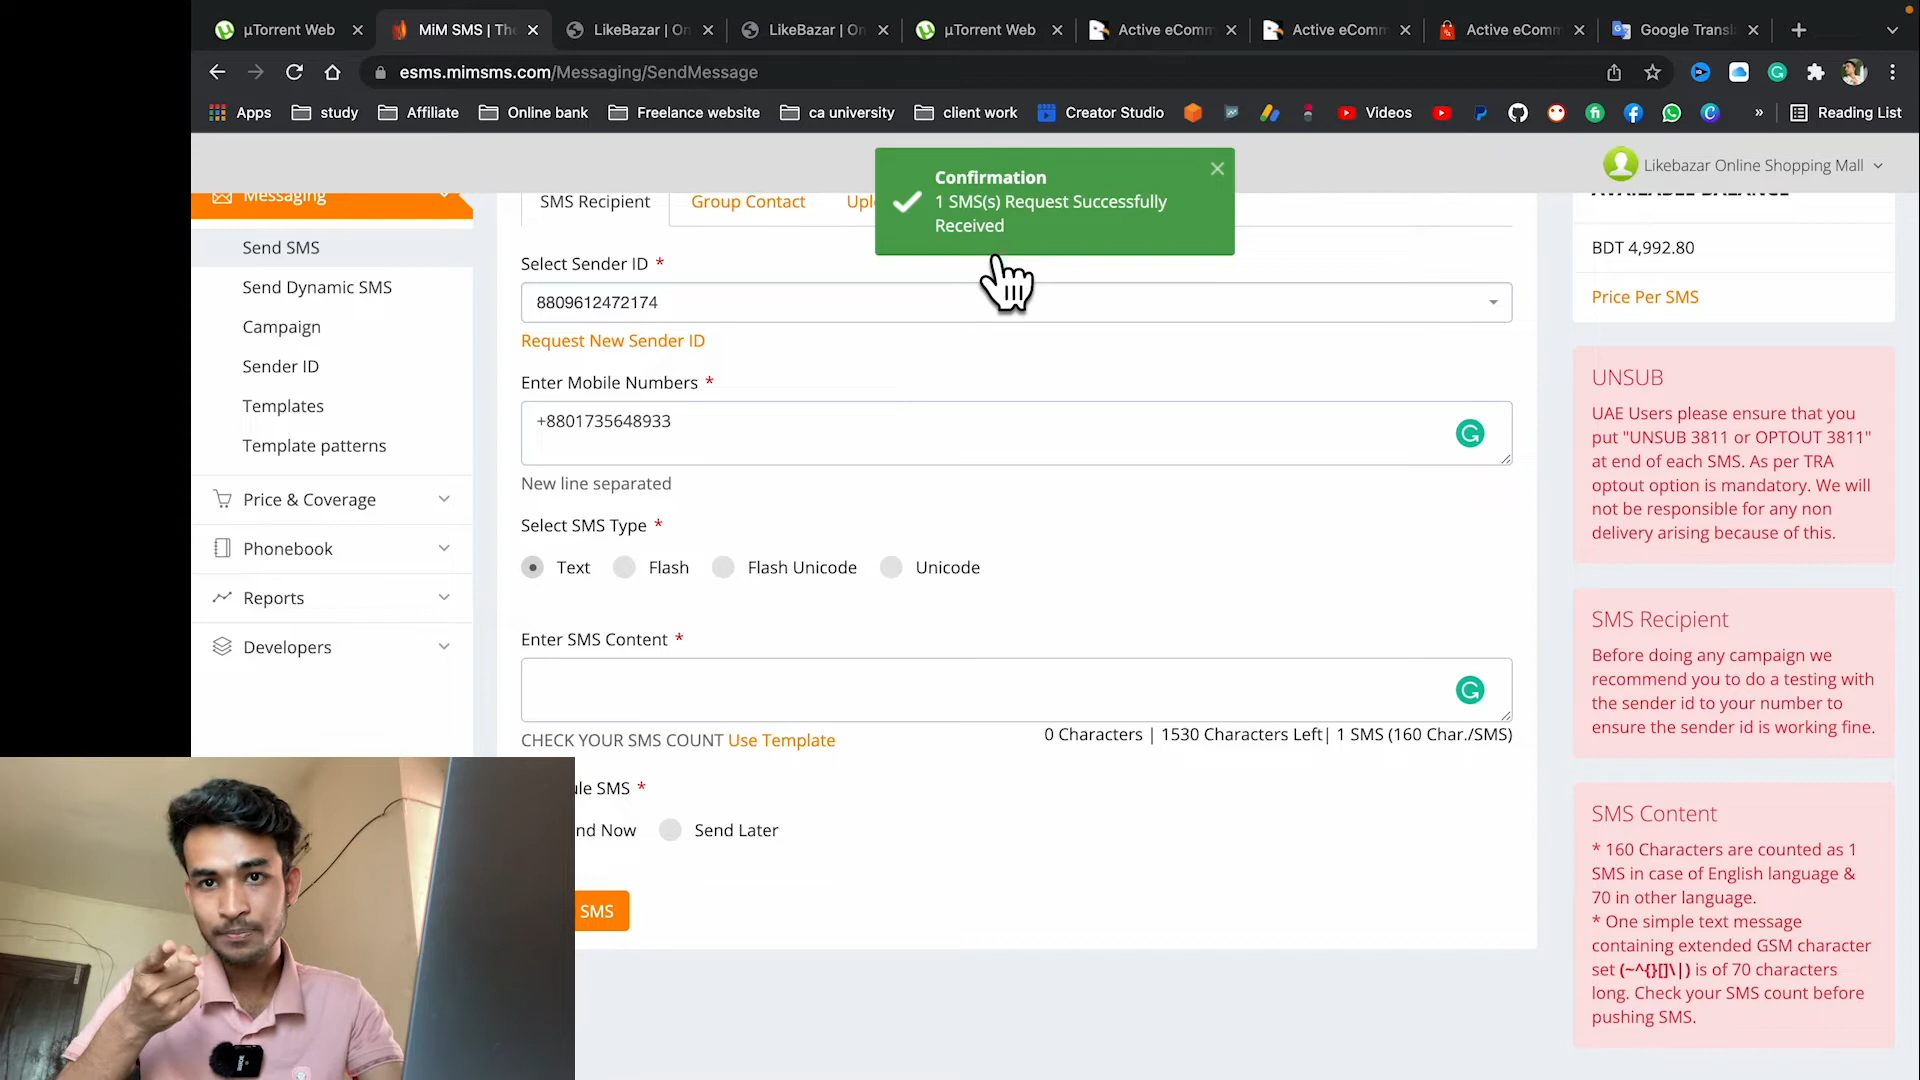 µTorrent Web
MiM SMS | The
LikeBazar | On
LikeBazar | On
µTorrent Web
Active eComm
Active eComm
Active eComm
Google Transl
esms.mimsms.com/Messaging/SendMessage
Apps
study
Affiliate
Online bank
Freelance website
ca university
client work
Creator Studio
Videos
Reading List
Likebazar Online Shopping Mall
Messaging
Send SMS
Send Dynamic SMS
Campaign
Sender ID
Templates
Template patterns
Price & Coverage
Phonebook
Reports
Developers
Confirmation
1 SMS(s) Request Successfully
Received
SMS Recipient
Group Contact
Uplo
Select Sender ID *
8809612472174
Request New Sender ID
Enter Mobile Numbers *
+8801735648933
New line separated
Select SMS Type *
Text
Flash
Flash Unicode
Unicode
Enter SMS Content *
CHECK YOUR SMS COUNT Use Template
0 Characters | 1530 Characters Left| 1 SMS (160 Char./SMS)
ule SMS *
nd Now
Send Later
SMS
AVAILABLE BALANCE
BDT 4,992.80
Price Per SMS
UNSUB
UAE Users please ensure that you
put "UNSUB 3811 or OPTOUT 3811"
at end of each SMS. As per TRA
optout option is mandatory. We will
not be responsible for any non
delivery arising because of this.
SMS Recipient
Before doing any campaign we
recommend you to do a testing with
the sender id to your number to
ensure the sender id is working fine.
SMS Content
* 160 Characters are counted as 1
SMS in case of English language &
70 in other language.
* One simple text message
containing extended GSM character
set (~^{}[]\|) is of 70 characters
long. Check your SMS count before
pushing SMS.